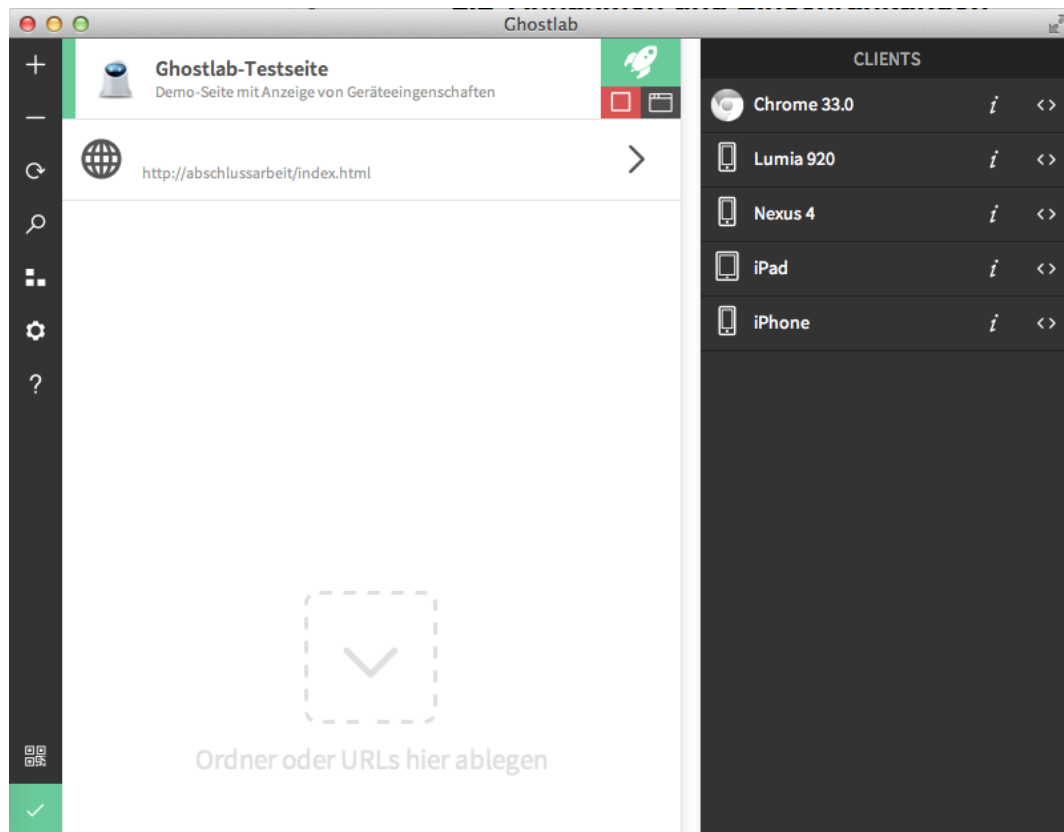 Ghostlab
Ghostlab-Testseite
Demo-Seite mit Anzeige von Geräteeingenschaften
http://abschlussarbeit/index.html
Ordner oder URLs hier ablegen
CLIENTS
Chrome 33.0
Lumia 920
Nexus 4
iPad
iPhone